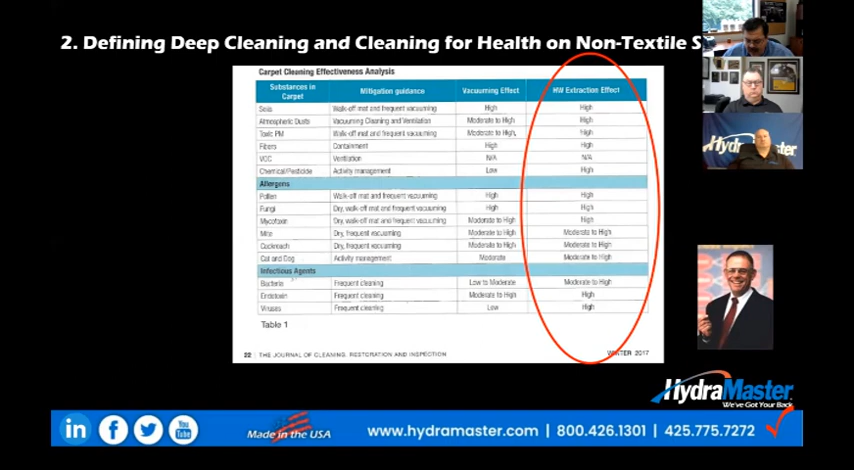 2. Defining Deep Cleaning and Cleaning for Health on Non-Textile S
Carpet Cleaning Effectiveness Analysis
Substances in Carpet Mitigation guidance Vacuuming Effect HW Extraction Effect
Soils Walk-off mat and frequent vacuuming High High
Atmospheric Dusts Vacuuming Cleaning and Ventilation Moderate to High High
Toxic PM Walk-off mat and frequent vacuuming Moderate to High, High
Fibers Containment High High
VOC Ventilation N/A N/A
Chemical/Pesticide Activity management Low High
Allergens
Pollen Walk-off mat and frequent vacuuming High High
Fungi Dry, walk-off mat and frequent vacuuming High High
Mycotoxin Dry, walk-off mat and frequent vacuuming Moderate to High High
Mite Dry, frequent vacuuming Moderate to High Moderate to High
Cockroach Dry, frequent vacuuming Moderate to High Moderate to High
Cat and Dog Activity management Moderate Moderate to High
Infectious Agents
Bacteria Frequent cleaning Low to Moderate Moderate to High
Endotoxin Frequent cleaning Moderate to High High
Viruses Frequent cleaning Low High
Table 1
22 | THE JOURNAL OF CLEANING, RESTORATION AND INSPECTION WINTER 2017
HydraMaster
HydraMaster
We've Got Your Back
in f You Tube Made in the USA www.hydramaster.com | 800.426.1301 | 425.775.7272